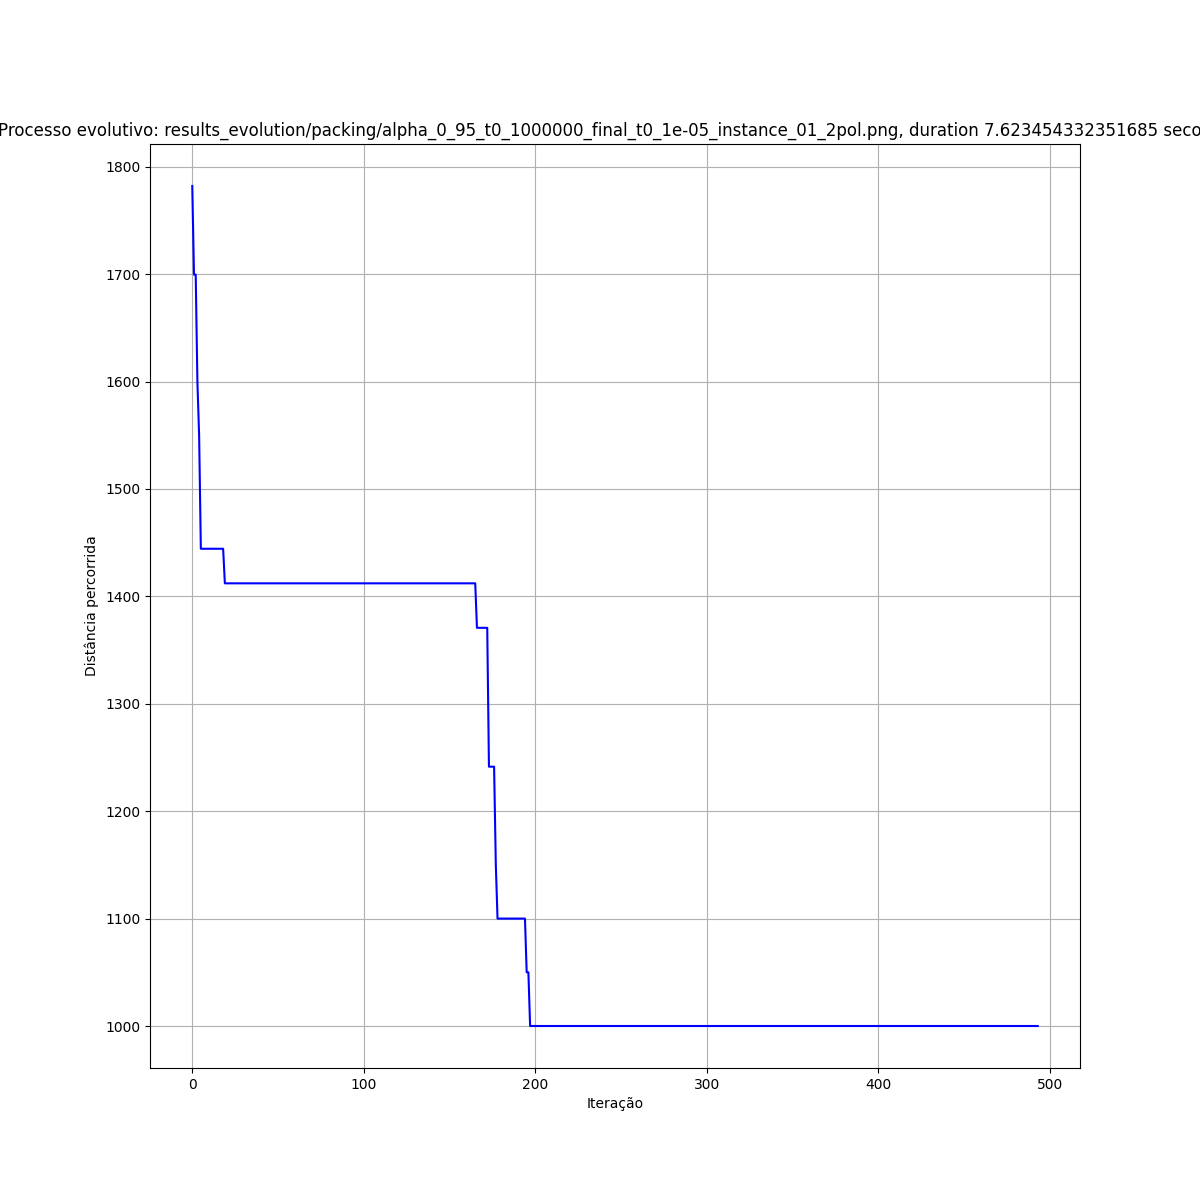 Processo evolutivo: results_evolution/packing/alpha_0_95_t0_1000000_final_t0_1e-05_instance_01_2pol.png, duration 7.623454332351685 seco
1800
1700
1600
1500
1400
1300
1200
1100
1000
Distância percorrida
0 100 200 300 400 500
Iteração